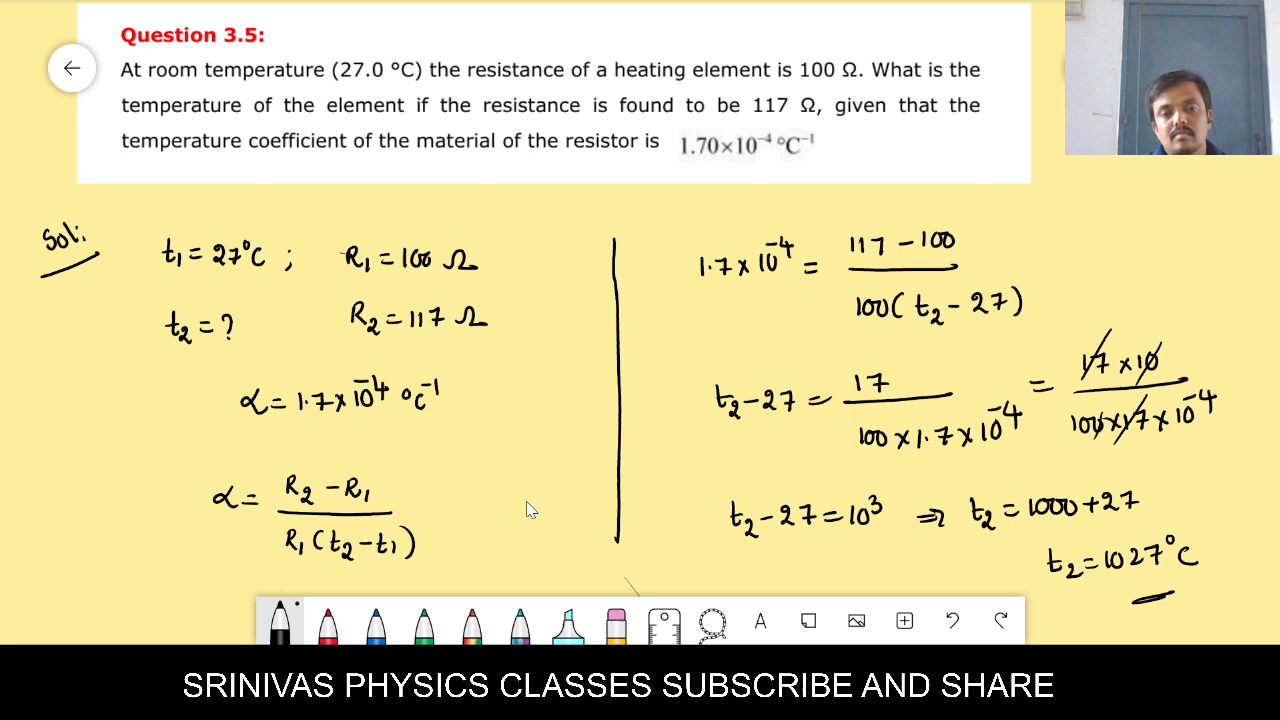 Question 3.5:
At room temperature (27.0 °C) the resistance of a heating element is 100 Ω. What is the
temperature of the element if the resistance is found to be 117 Ω, given that the
temperature coefficient of the material of the resistor is 1.70×10⁻⁴ °C⁻¹
Sol:
t₁ = 27°C ; R₁ = 100 Ω
t₂ = ? R₂ = 117 Ω
α = 1.7 x 10⁻⁴ °C⁻¹
α = R₂ - R₁ / R₁ (t₂ - t₁)
1.7 x 10⁻⁴ = 117 - 100 / 100 (t₂ - 27)
t₂ - 27 = 17 / 100 x 1.7 x 10⁻⁴ = 17 x 10 / 100 x 17 x 10⁻⁴
t₂ - 27 = 10³ ⇒ t₂ = 1000 + 27
t₂ = 1027°C
A
SRINIVAS PHYSICS CLASSES SUBSCRIBE AND SHARE